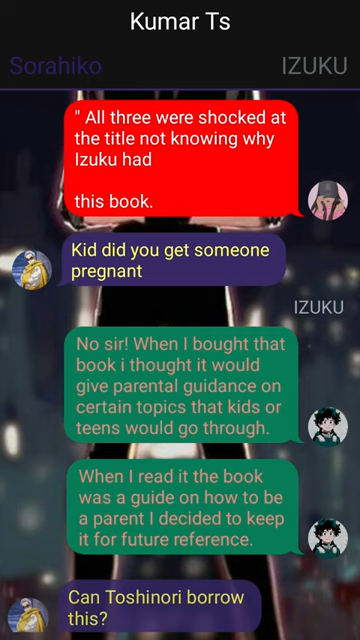 Kumar Ts
Sorahiko
IZUKU
" All three were shocked at
the title not knowing why
Izuku had
this book.
Kid did you get someone
pregnant
IZUKU
No sir! When I bought that
book i thought it would
give parental guidance on
certain topics that kids or
teens would go through.
When I read it the book
was a guide on how to be
a parent I decided to keep
it for future reference.
Can Toshinori borrow
this?